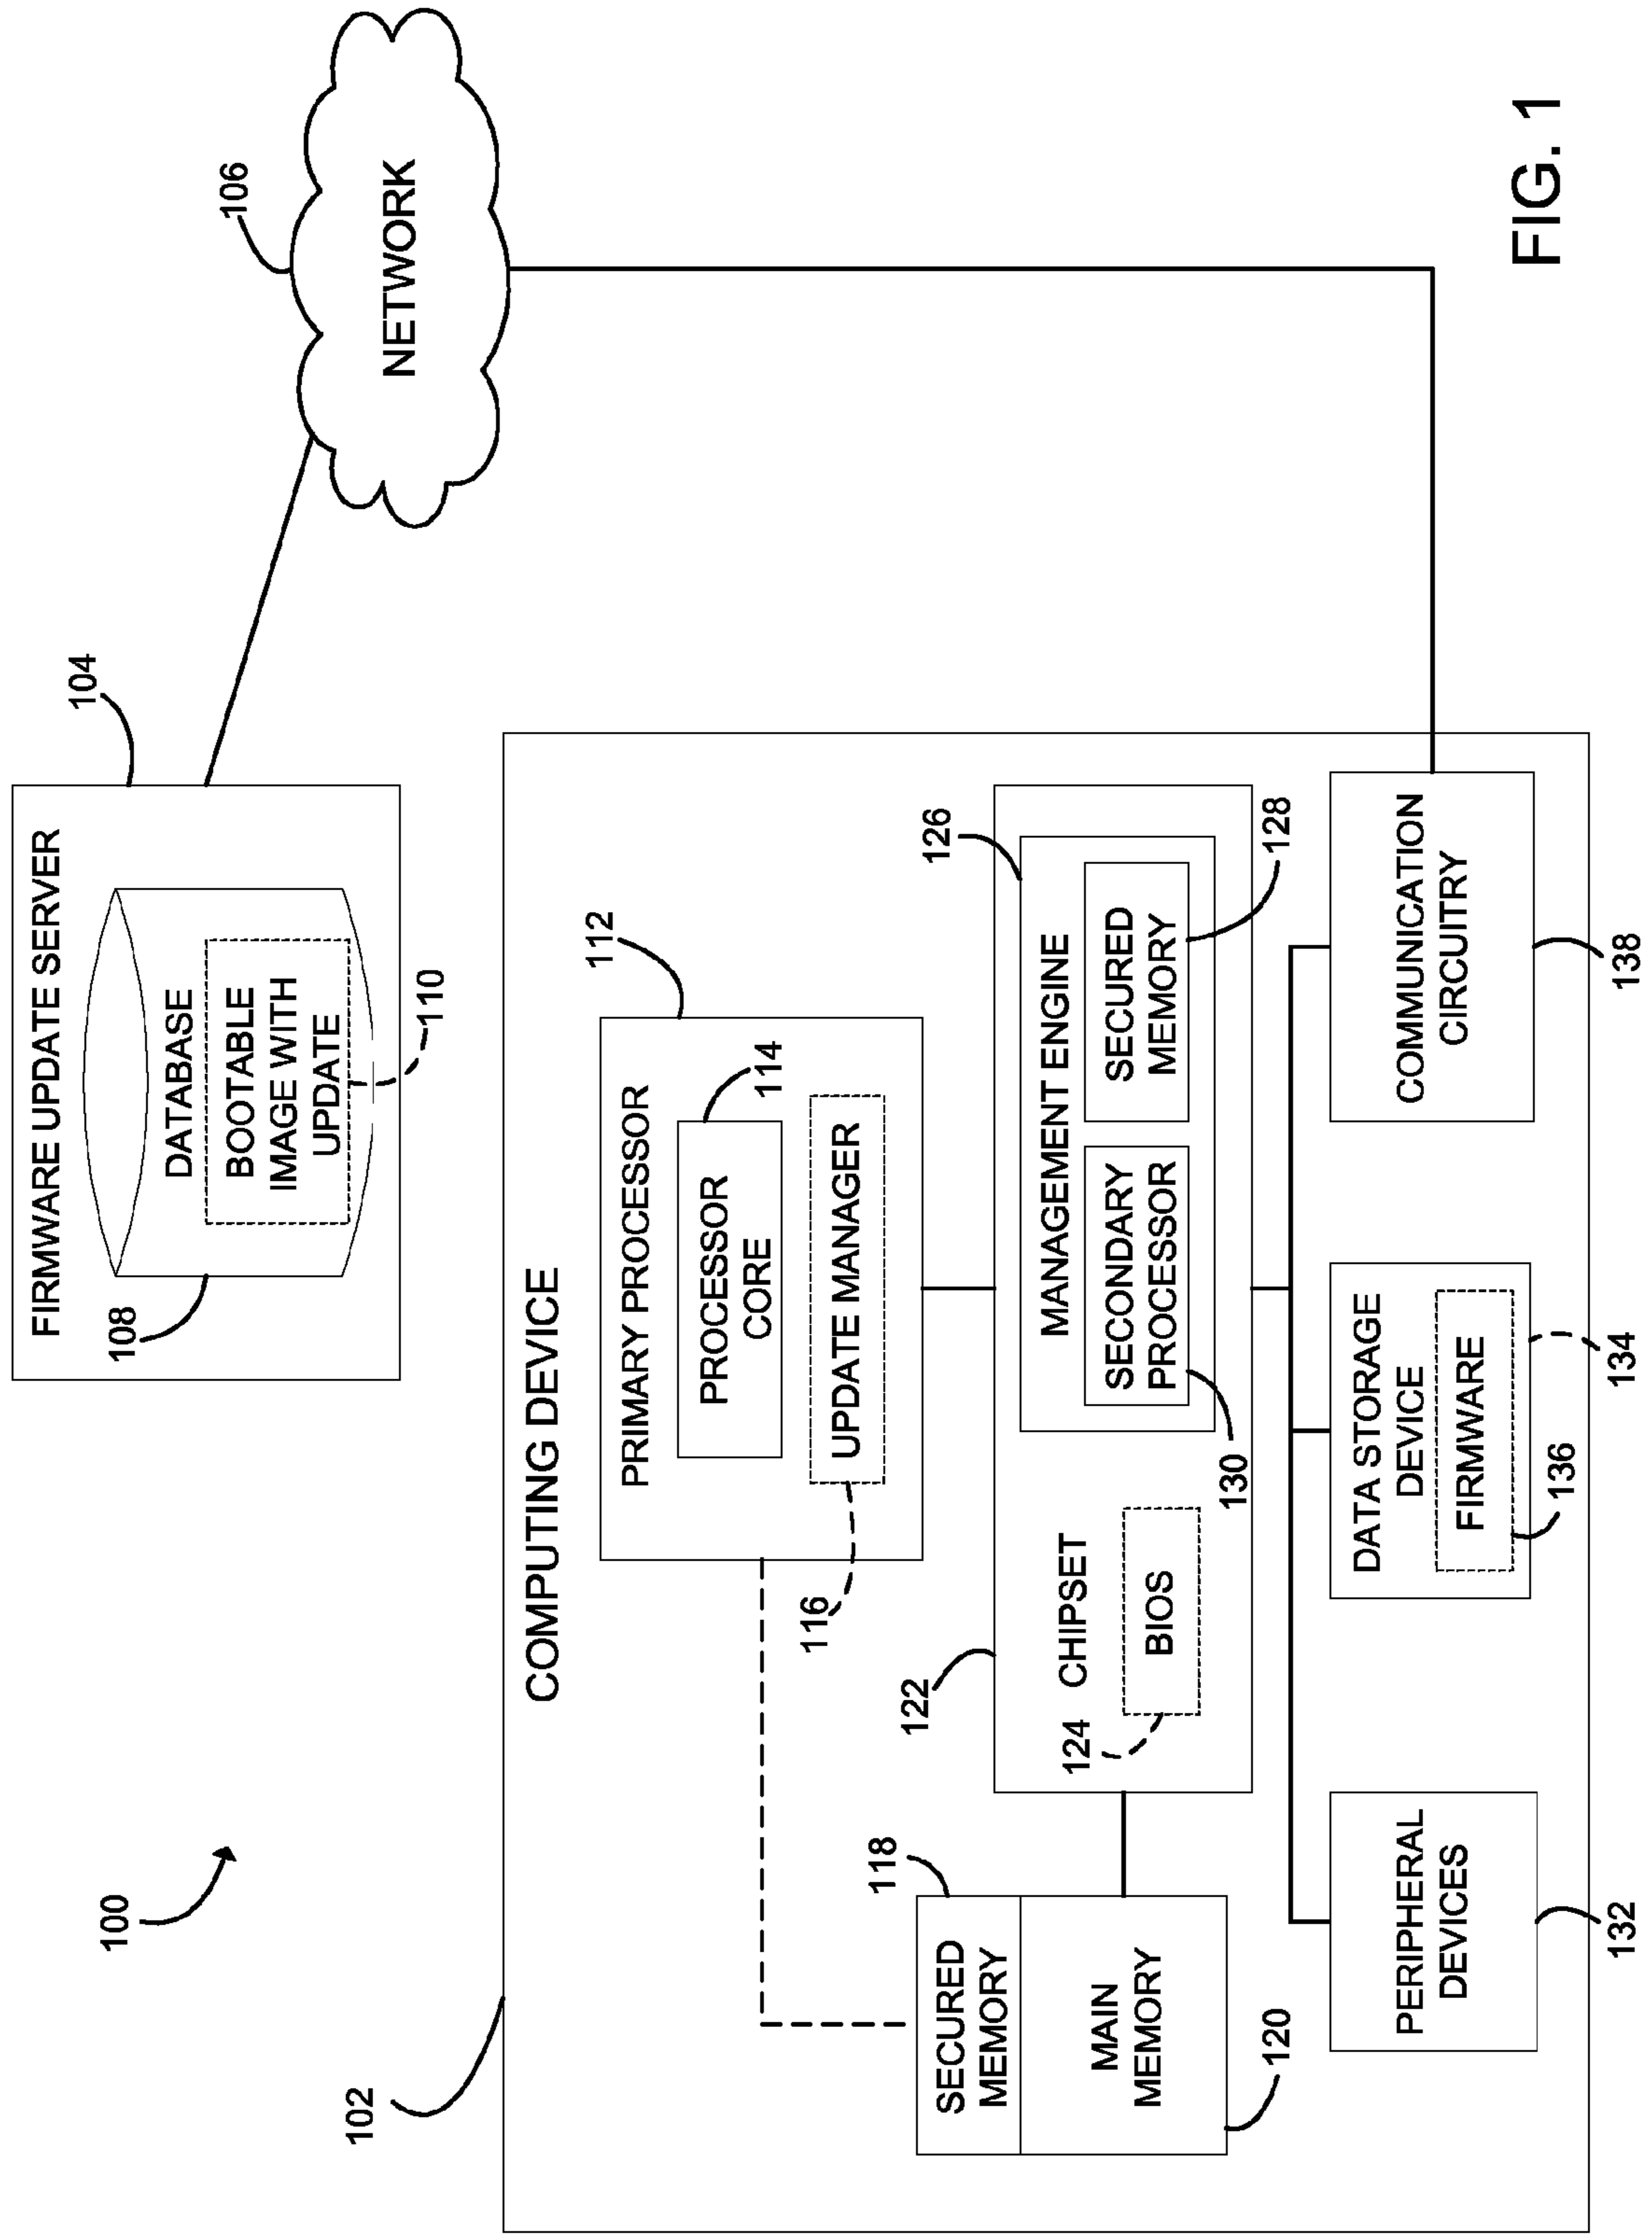 100
104
FIRMWARE UPDATE SERVER
108
DATABASE
BOOTABLE
IMAGE WITH
UPDATE
110
106
NETWORK
102
COMPUTING DEVICE
112
PRIMARY PROCESSOR
114
PROCESSOR
CORE
116
UPDATE MANAGER
118
SECURED
MEMORY
MAIN
MEMORY
120
122
CHIPSET
124
BIOS
126
MANAGEMENT ENGINE
SECONDARY
PROCESSOR
130
SECURED
MEMORY
128
PERIPHERAL
DEVICES
132
DATA STORAGE
DEVICE
FIRMWARE
136
134
COMMUNICATION
CIRCUITRY
138
FIG. 1